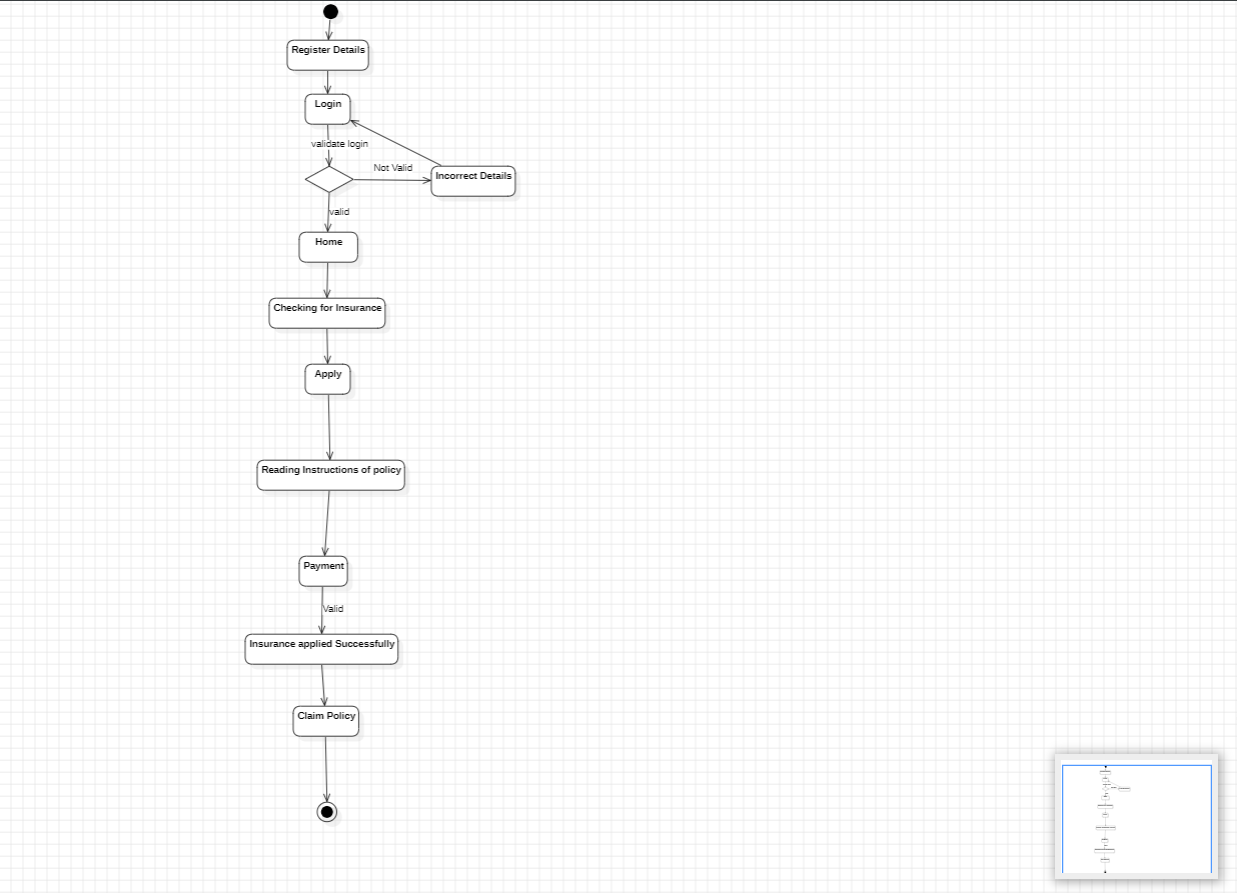 Register Details
Login
validate login
Not Valid
Incorrect Details
valid
Home
Checking for Insurance
Apply
Reading Instructions of policy
Payment
Valid
Insurance applied Successfully
Claim Policy